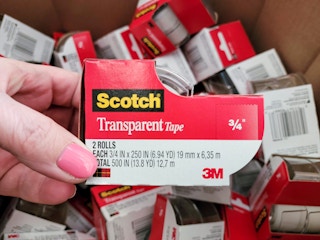 Scotch
Transparent Tape
3/4"
2 ROLLS
EACH 3/4 IN x 250 IN (6.94 YD) 19 mm x 6,35 m
TOTAL 500 IN (13.8 YD) 12,7 m
3M